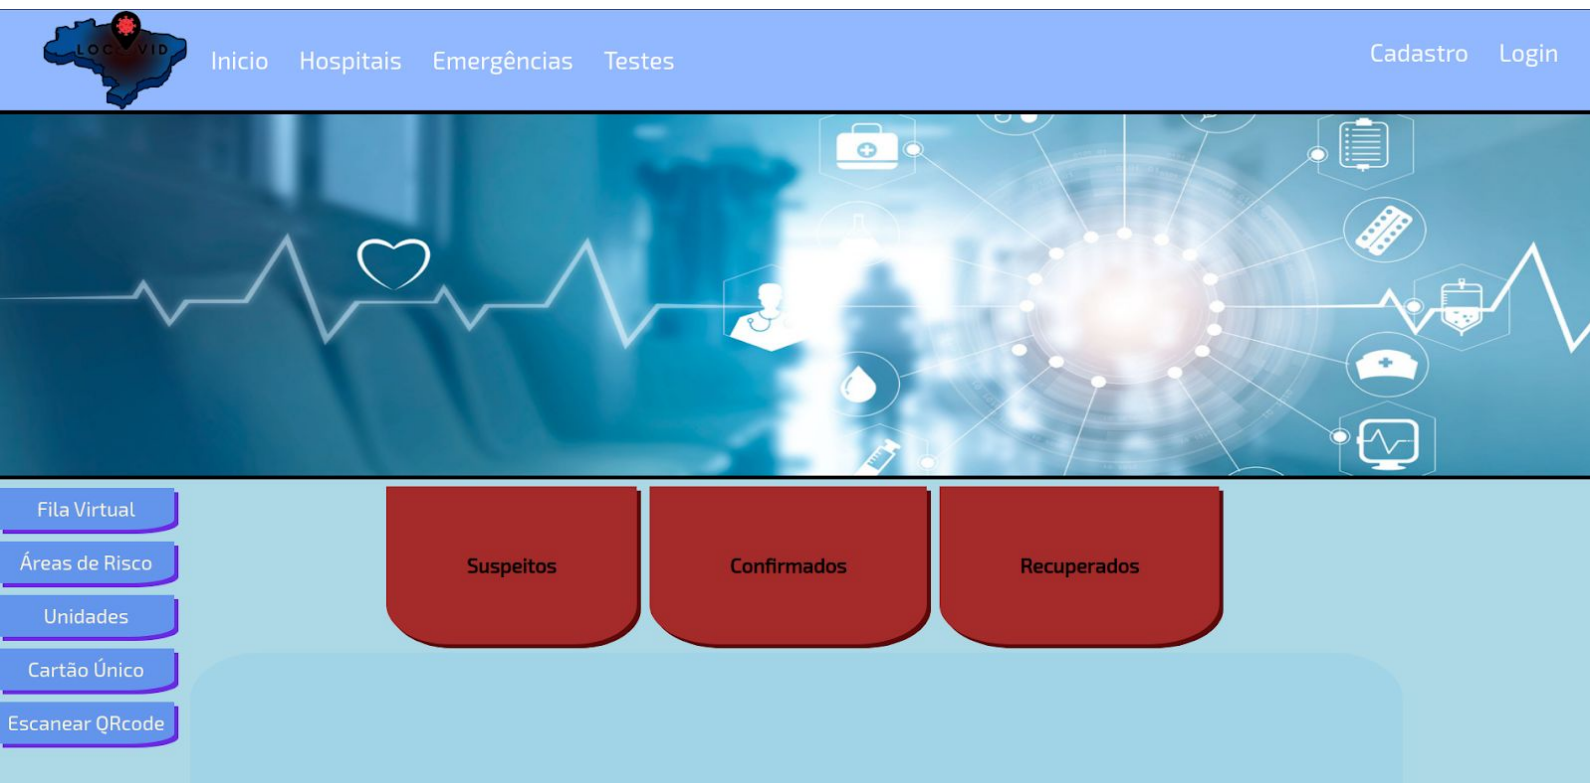 LOCOVID
Inicio Hospitais Emergências Testes
Cadastro Login
Fila Virtual
Áreas de Risco
Unidades
Cartão Único
Escanear QRcode
Suspeitos Confirmados Recuperados